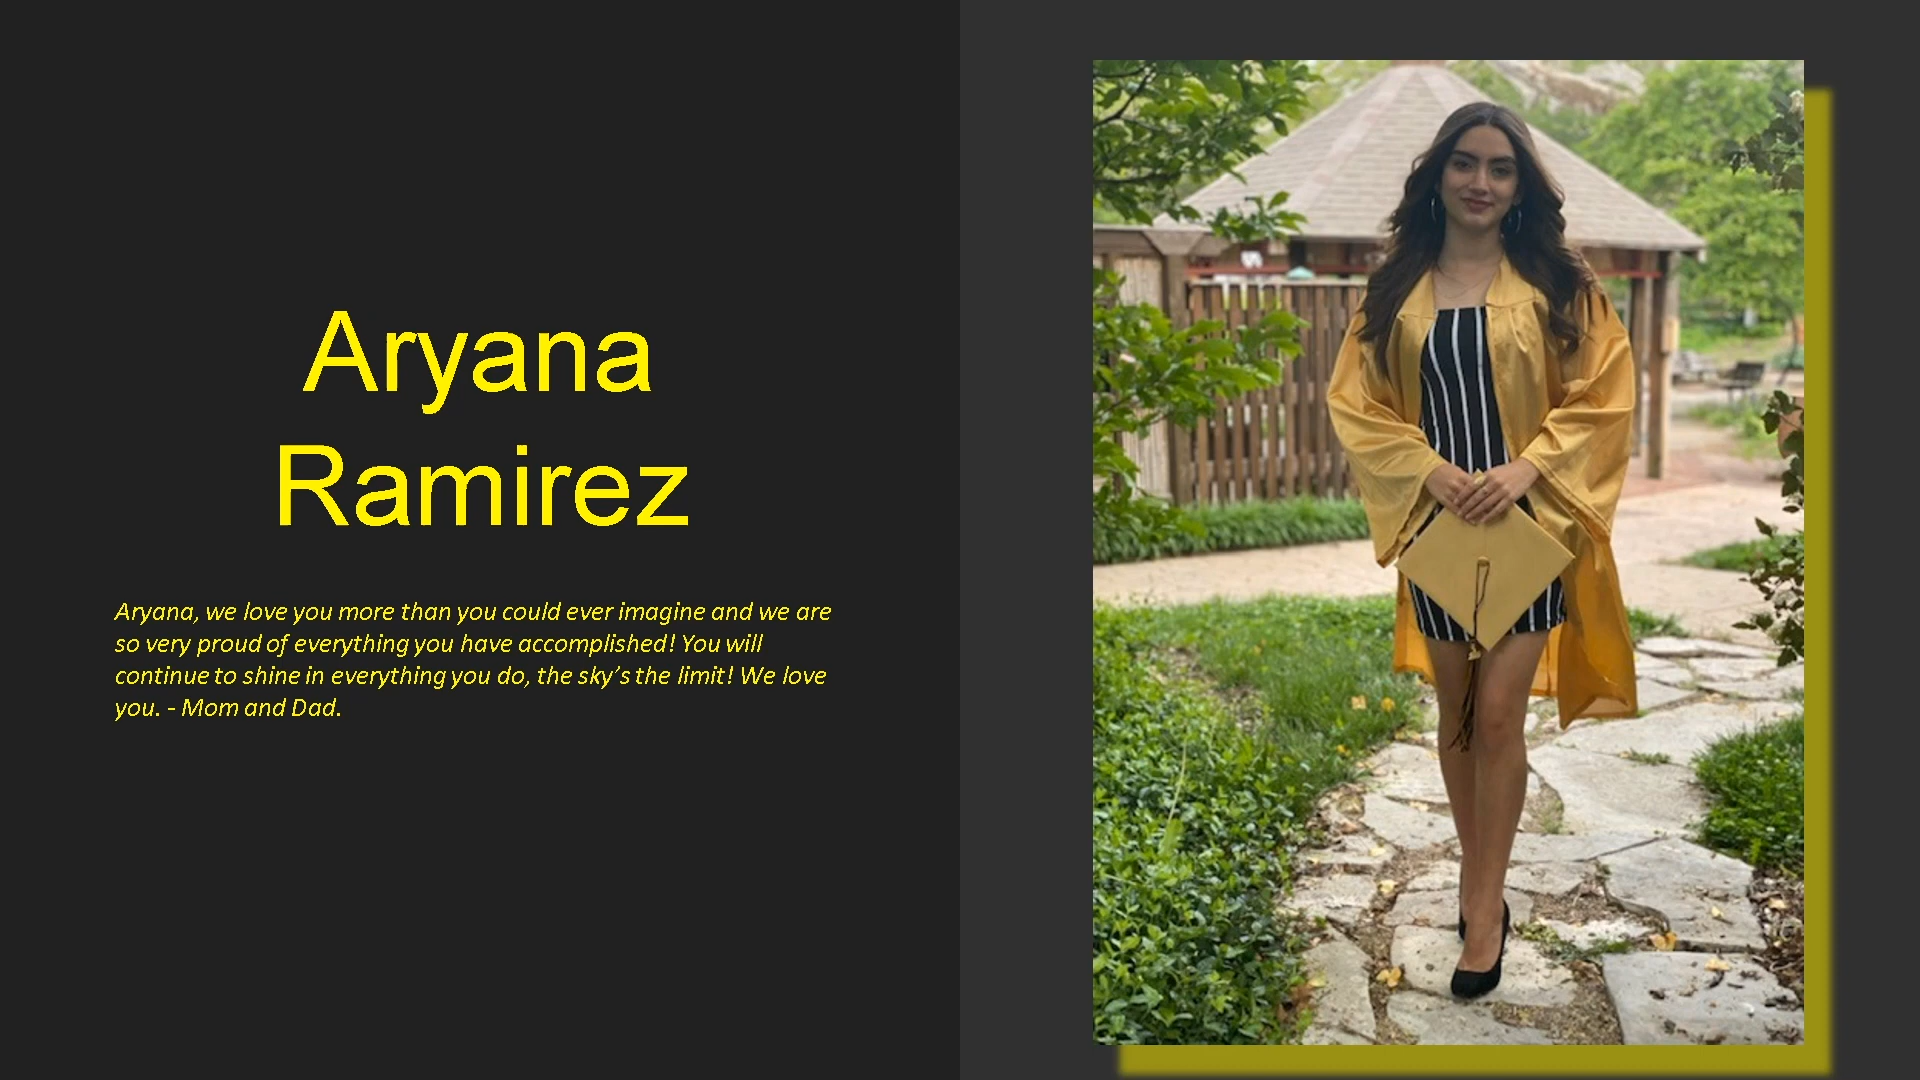 Aryana
Ramirez
Aryana, we love you more than you could ever imagine and we are
so very proud of everything you have accomplished! You will
continue to shine in everything you do, the sky’s the limit! We love
you. - Mom and Dad.